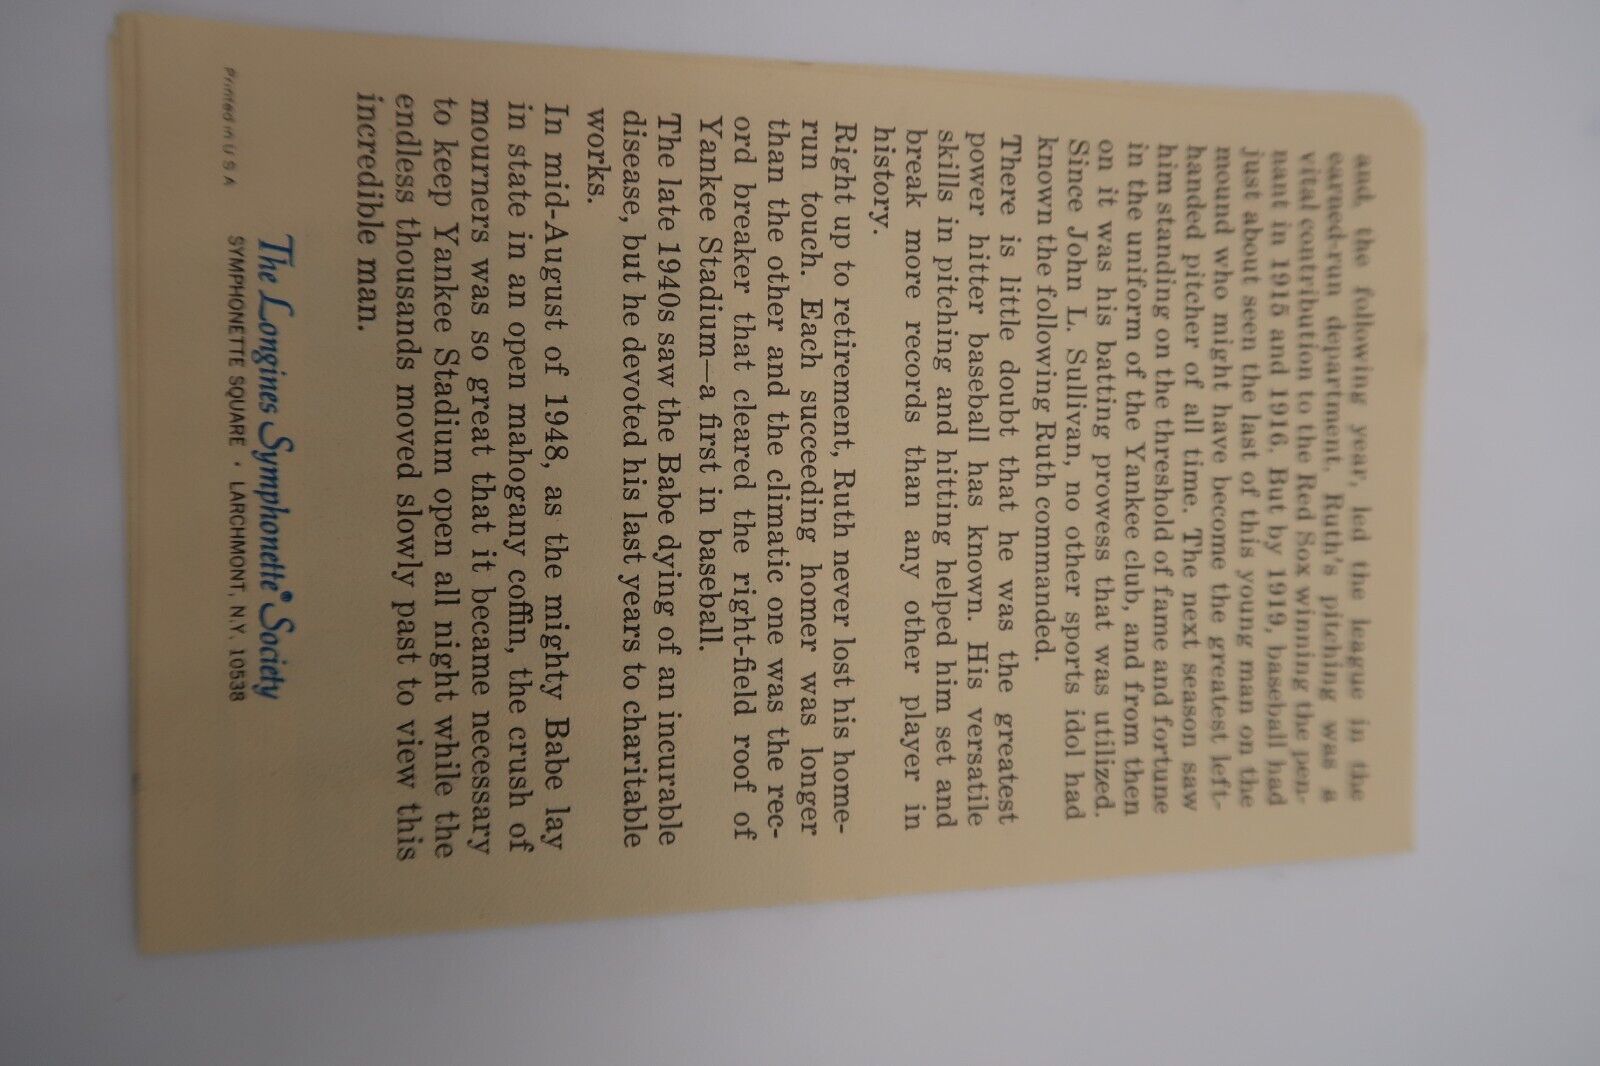 and, the following year, led the league in the
earned-run department, Ruth's pitching was a
vital contribution to the Red Sox winning the pen-
nant in 1915 and 1916. But by 1919, baseball had
just about seen the last of this young man on the
mound who might have become the greatest left-
handed pitcher of all time. The next season saw
him standing on the threshold of fame and fortune
in the uniform of the Yankee club, and from then
on it was his batting prowess that was utilized.
Since John L. Sullivan, no other sports idol had
known the following Ruth commanded.
There is little doubt that he was the greatest
power hitter baseball has known. His versatile
skills in pitching and hitting helped him set and
break more records than any other player in
history.
Right up to retirement, Ruth never lost his home-
run touch. Each succeeding homer was longer
than the other and the climatic one was the rec-
ord breaker that cleared the right-field roof of
Yankee Stadium—a first in baseball.
The late 1940s saw the Babe dying of an incurable
disease, but he devoted his last years to charitable
works.
In mid-August of 1948, as the mighty Babe lay
in state in an open mahogany coffin, the crush of
mourners was so great that it became necessary
to keep Yankee Stadium open all night while the
endless thousands moved slowly past to view this
incredible man.
The Longines Symphonette® Society
SYMPHONETTE SQUARE • LARCHMONT, N.Y. 10538
Printed in U S A